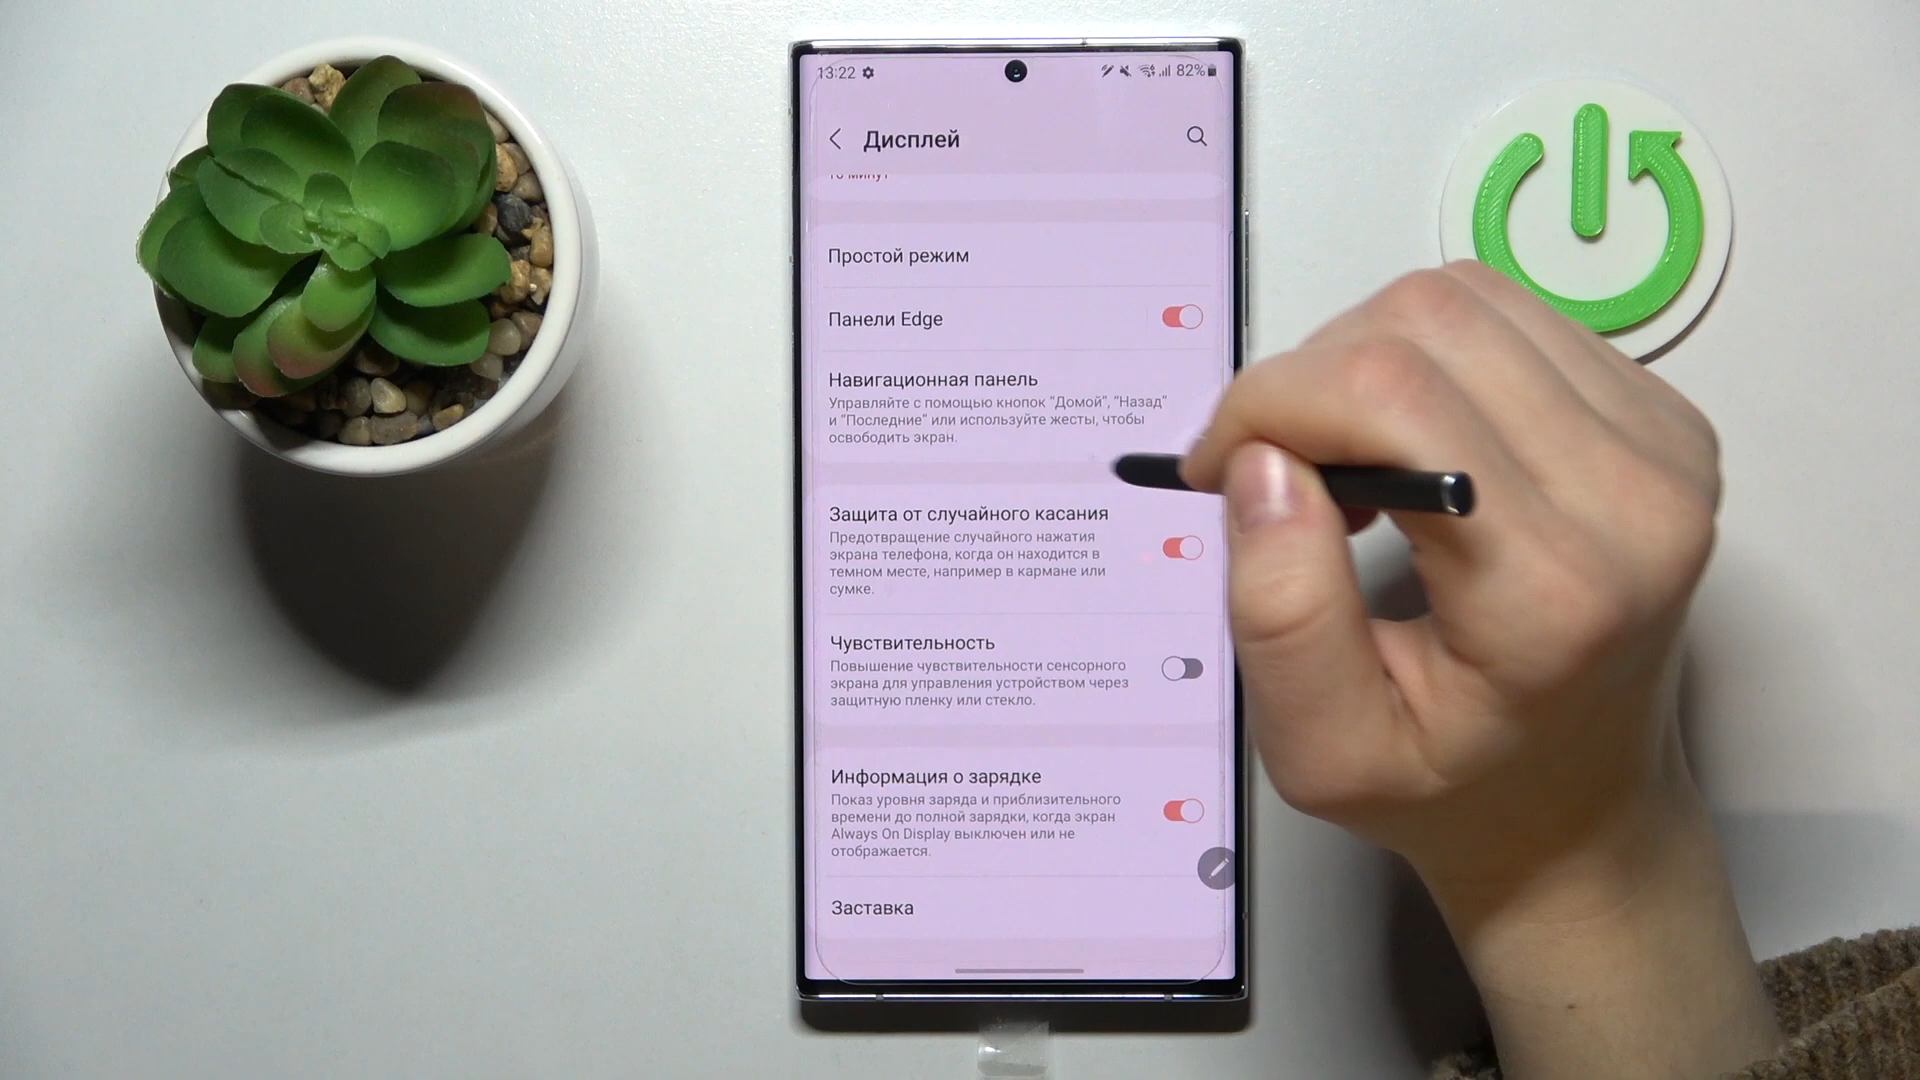 13:22 82%
Дисплей
10 минут
Простой режим
Панели Edge
Навигационная панель
Управляйте с помощью кнопок "Домой", "Назад"
и "Последние" или используйте жесты, чтобы
освободить экран.
Защита от случайного касания
Предотвращение случайного нажатия
экрана телефона, когда он находится в
темном месте, например в кармане или
сумке.
Чувствительность
Повышение чувствительности сенсорного
экрана для управления устройством через
защитную пленку или стекло.
Информация о зарядке
Показ уровня заряда и приблизительного
времени до полной зарядки, когда экран
Always On Display выключен или не
отображается.
Заставка